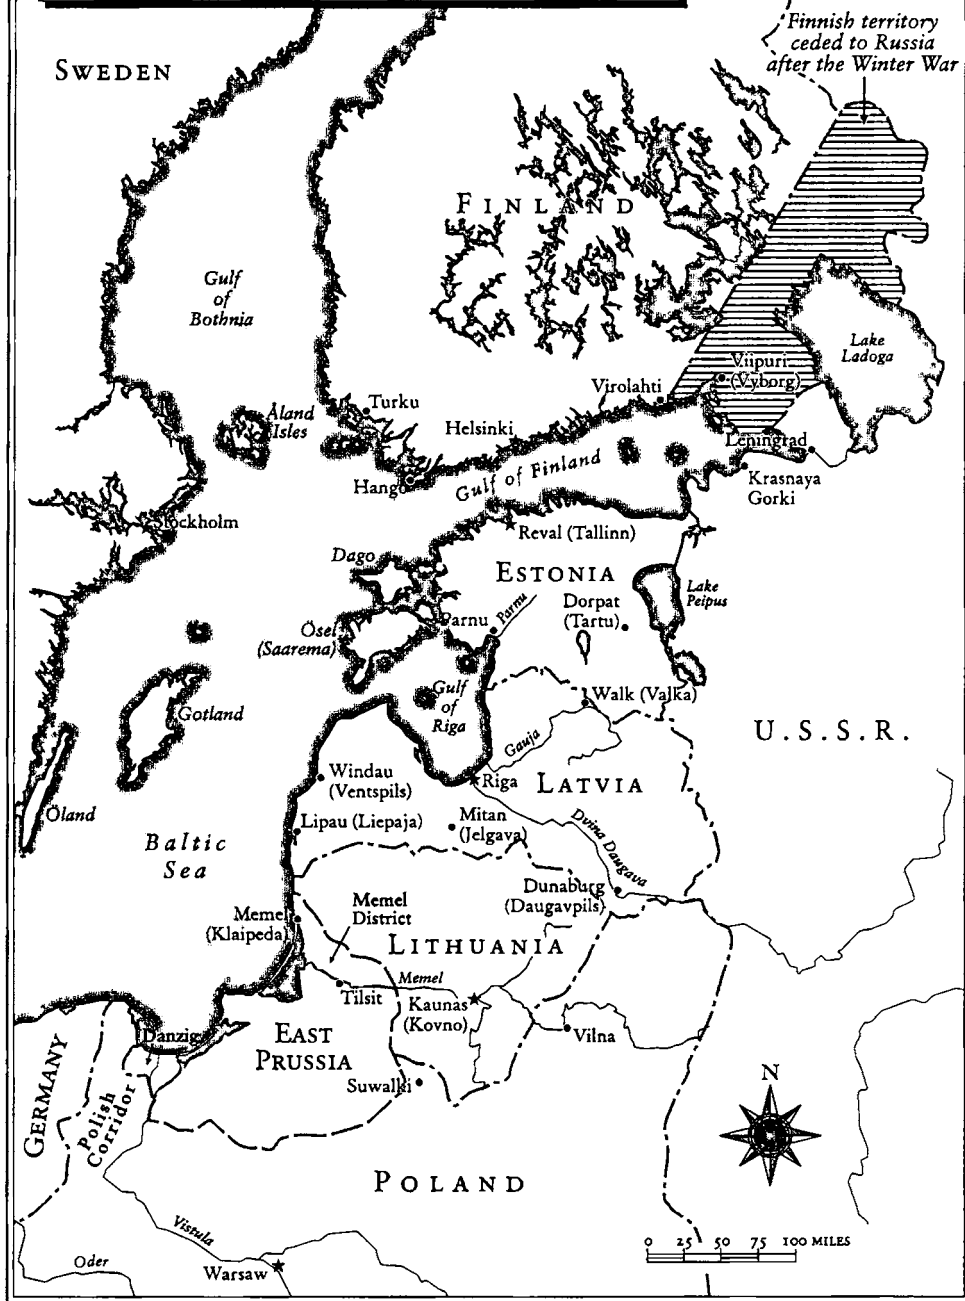 Finnish territory
ceded to Russia
after the Winter War
SWEDEN
FINLAND
Gulf
of
Bothnia
Lake
Ladoga
Viipuri
(Vyborg)
Virolahti
Åland
Isles
Turku
Helsinki
Leningrad
Gulf of Finland
Hango
Krasnaya
Gorki
Stockholm
Reval (Tallinn)
Dago
ESTONIA
Lake
Peipus
Dorpat
(Tartu)
Parnu
Parnu
Ösel
(Saarema)
Gulf
of
Riga
Walk (Valka)
Gotland
U.S.S.R.
Gauja
Windau
(Ventspils)
Riga
LATVIA
Öland
Lipau (Liepaja)
Mitan
(Jelgava)
Dvina Daugava
Baltic
Sea
Dunaburg
(Daugavpils)
Memel
District
Memel
(Klaipeda)
LITHUANIA
Memel
Tilsit
Kaunas
(Kovno)
Vilna
Danzig
EAST
PRUSSIA
GERMANY
Polish
Corridor
Suwalki
N
POLAND
Vistula
0 25 50 75 100 MILES
Oder
Warsaw